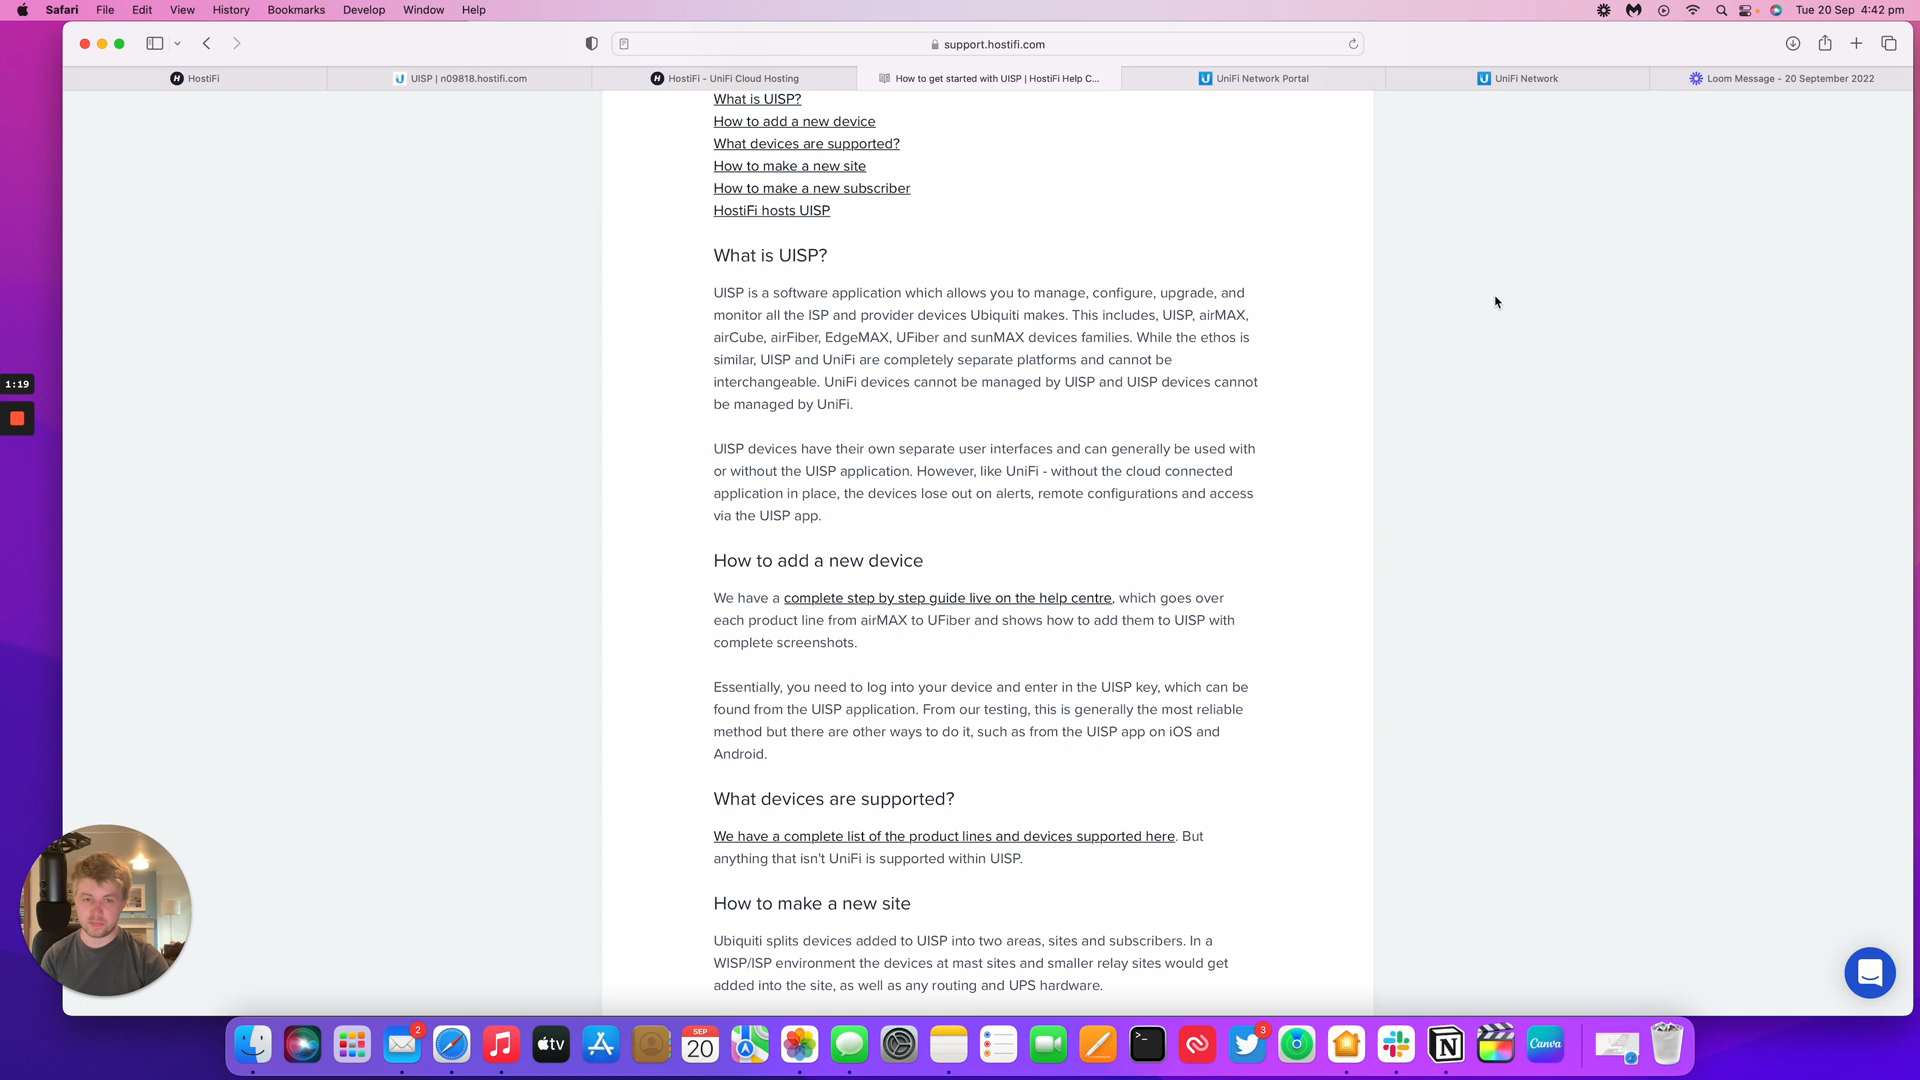 Safari File Edit View History Bookmarks Develop Window Help
Tue 20 Sep 4:42 pm
support.hostifi.com
HostiFi
UISP | n09818.hostifi.com
HostiFi - UniFi Cloud Hosting
How to get started with UISP | HostiFi Help C...
UniFi Network Portal
UniFi Network
Loom Message - 20 September 2022
What is UISP?
How to add a new device
What devices are supported?
How to make a new site
How to make a new subscriber
HostiFi hosts UISP
What is UISP?
UISP is a software application which allows you to manage, configure, upgrade, and
monitor all the ISP and provider devices Ubiquiti makes. This includes, UISP, airMAX,
airCube, airFiber, EdgeMAX, UFiber and sunMAX devices families. While the ethos is
similar, UISP and UniFi are completely separate platforms and cannot be
interchangeable. UniFi devices cannot be managed by UISP and UISP devices cannot
be managed by UniFi.
1:19
UISP devices have their own separate user interfaces and can generally be used with
or without the UISP application. However, like UniFi - without the cloud connected
application in place, the devices lose out on alerts, remote configurations and access
via the UISP app.
How to add a new device
We have a complete step by step guide live on the help centre, which goes over
each product line from airMAX to UFiber and shows how to add them to UISP with
complete screenshots.
Essentially, you need to log into your device and enter in the UISP key, which can be
found from the UISP application. From our testing, this is generally the most reliable
method but there are other ways to do it, such as from the UISP app on iOS and
Android.
What devices are supported?
We have a complete list of the product lines and devices supported here. But
anything that isn't UniFi is supported within UISP.
How to make a new site
Ubiquiti splits devices added to UISP into two areas, sites and subscribers. In a
WISP/ISP environment the devices at mast sites and smaller relay sites would get
added into the site, as well as any routing and UPS hardware.
2
tv
SEP
20
3
Canva